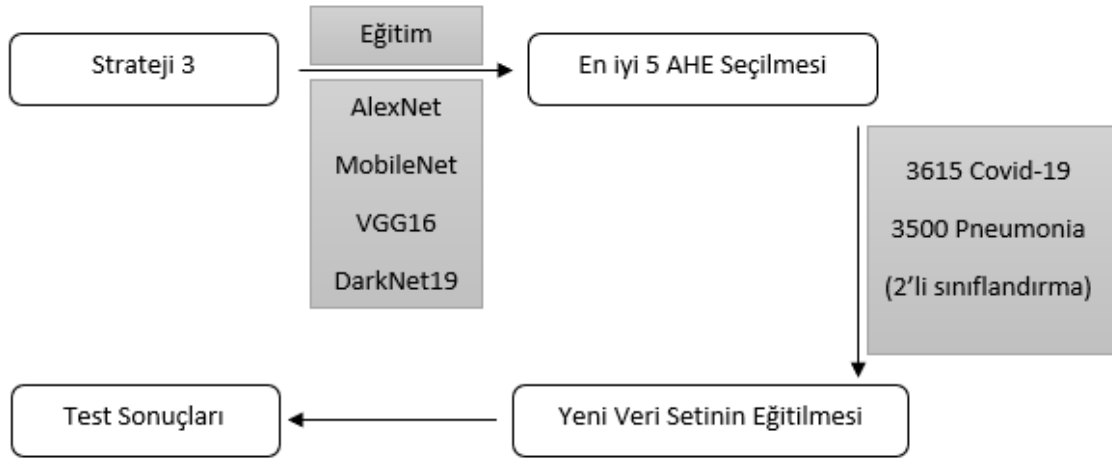 Strateji 3
Eğitim
AlexNet
MobileNet
VGG16
DarkNet19
En iyi 5 AHE Seçilmesi
3615 Covid-19
3500 Pneumonia
(2’li sınıflandırma)
Yeni Veri Setinin Eğitilmesi
Test Sonuçları